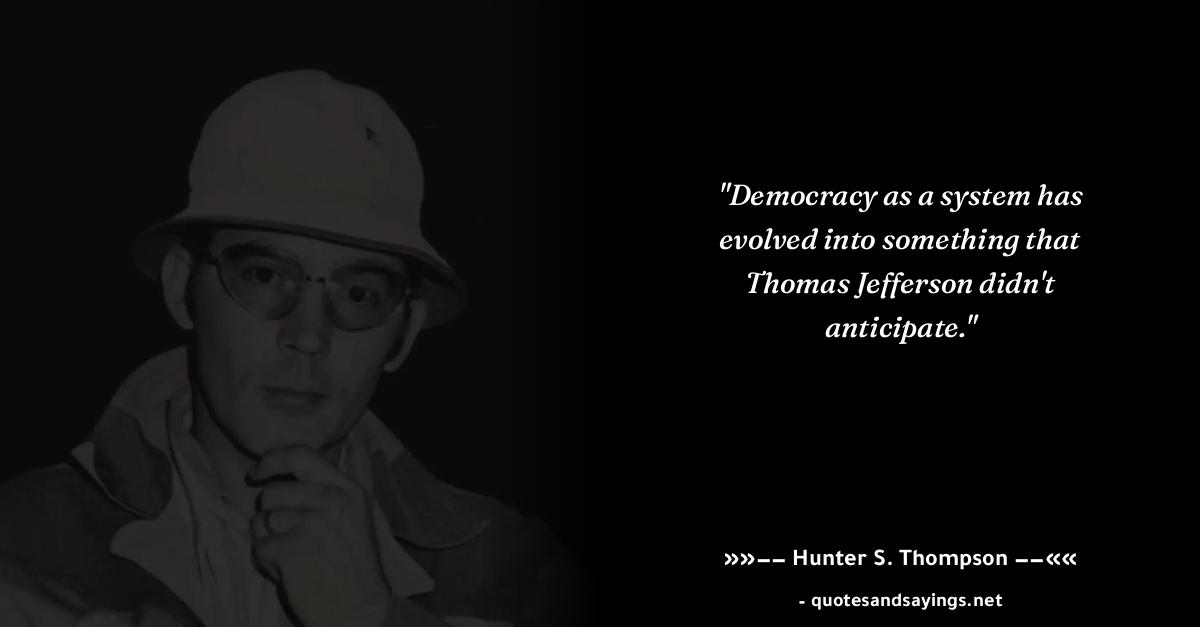 "Democracy as a system has
evolved into something that
Thomas Jefferson didn't
anticipate."
»»−− Hunter S. Thompson −−««
- quotesandsayings.net